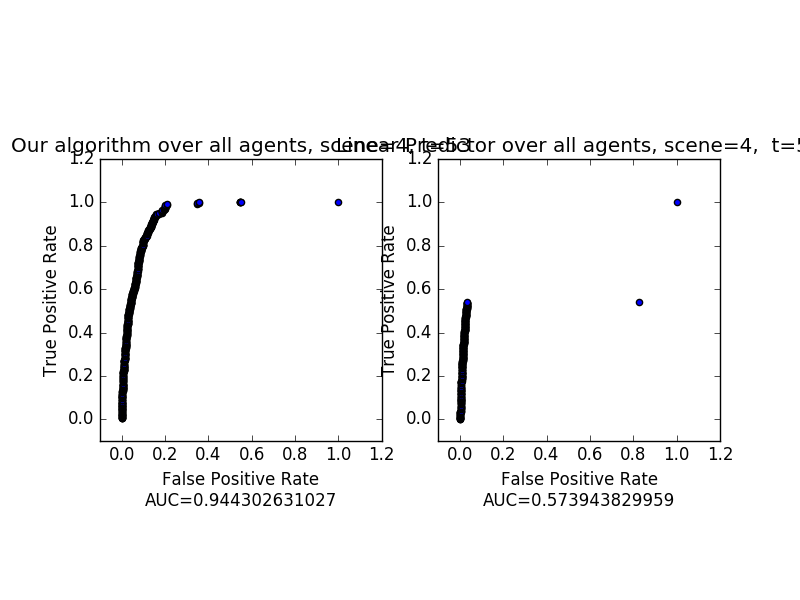 Our algorithm over all agents, scene=4, t=53
Linear Predictor over all agents, scene=4, t=5
1.2
1.0
0.8
0.6
0.4
0.2
0.0
True Positive Rate
0.0 0.2 0.4 0.6 0.8 1.0 1.2
False Positive Rate
AUC=0.944302631027
1.2
1.0
0.8
0.6
0.4
0.2
0.0
True Positive Rate
0.0 0.2 0.4 0.6 0.8 1.0 1.2
False Positive Rate
AUC=0.573943829959